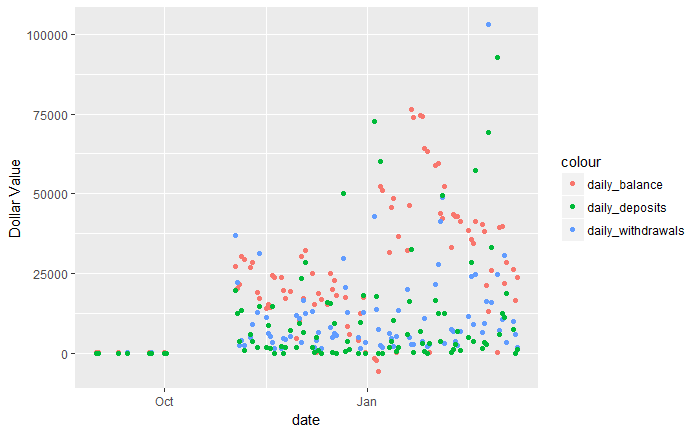 100000
75000
50000
25000
0
Dollar Value
Oct
Jan
date
colour
daily_balance
daily_deposits
daily_withdrawals